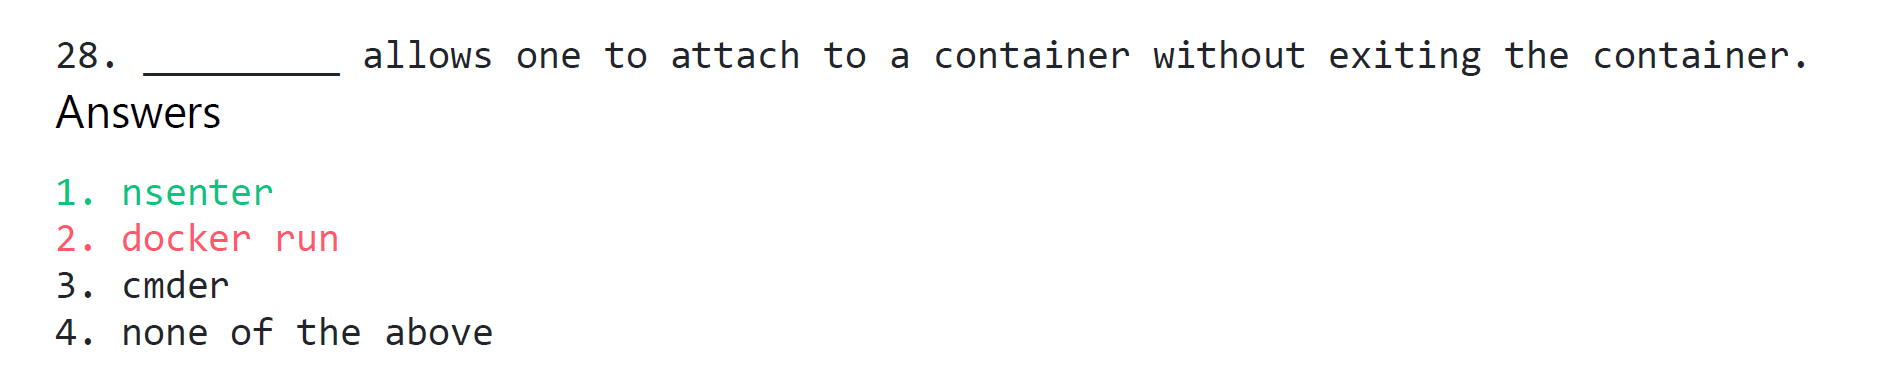 28. _________ allows one to attach to a container without exiting the container.
Answers
1. nsenter
2. docker run
3. cmder
4. none of the above